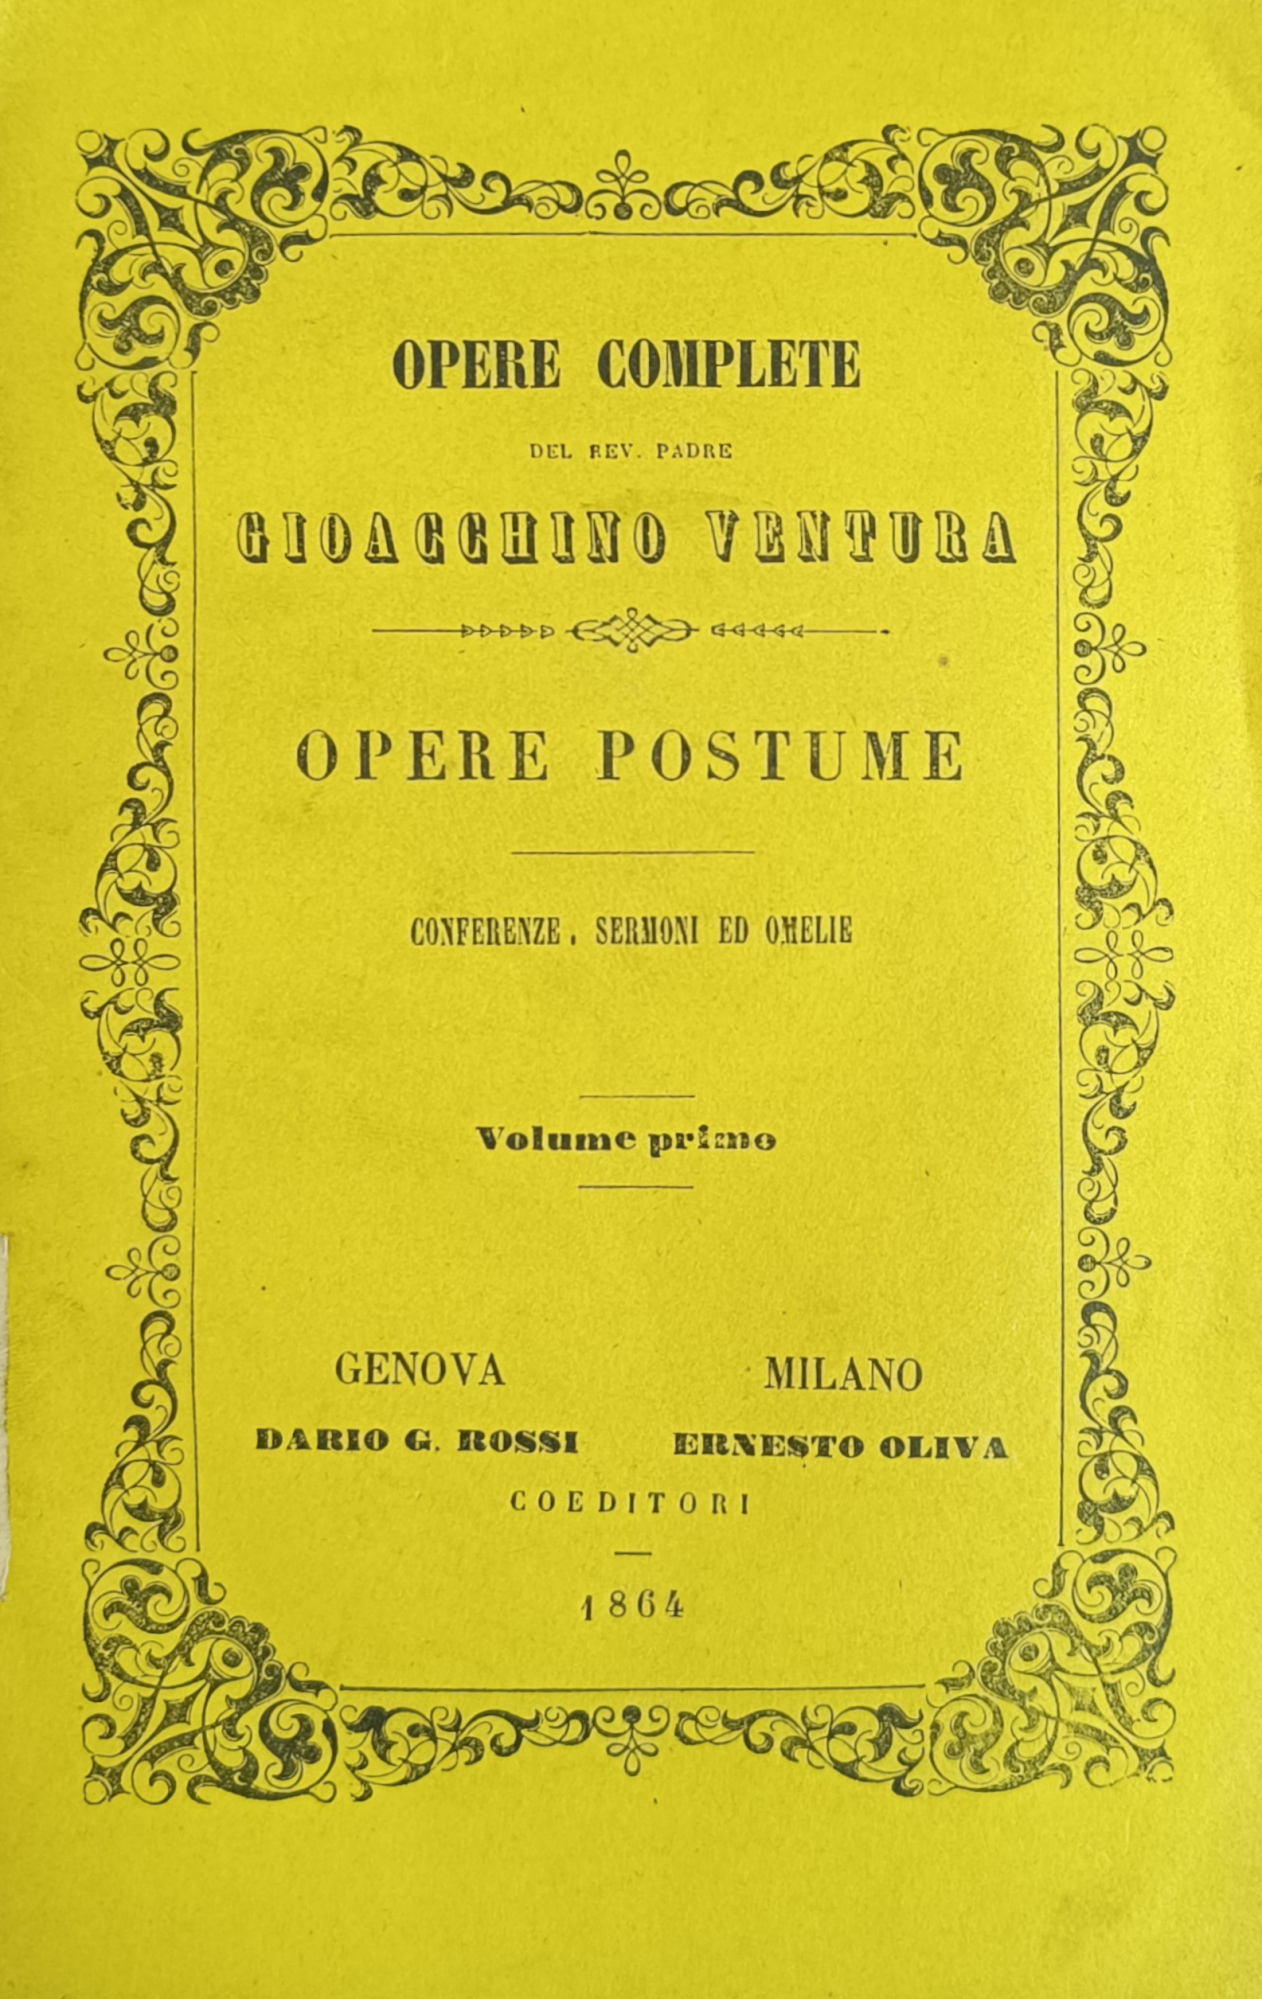 OPERE COMPLETE
DEL REV. PADRE
GIOACCHINO VENTURA
OPERE POSTUME
CONFERENZE, SERMONI ED OMELIE
Volume primo
GENOVA MILANO
DARIO G. ROSSI ERNESTO OLIVA
COEDITORI
1864